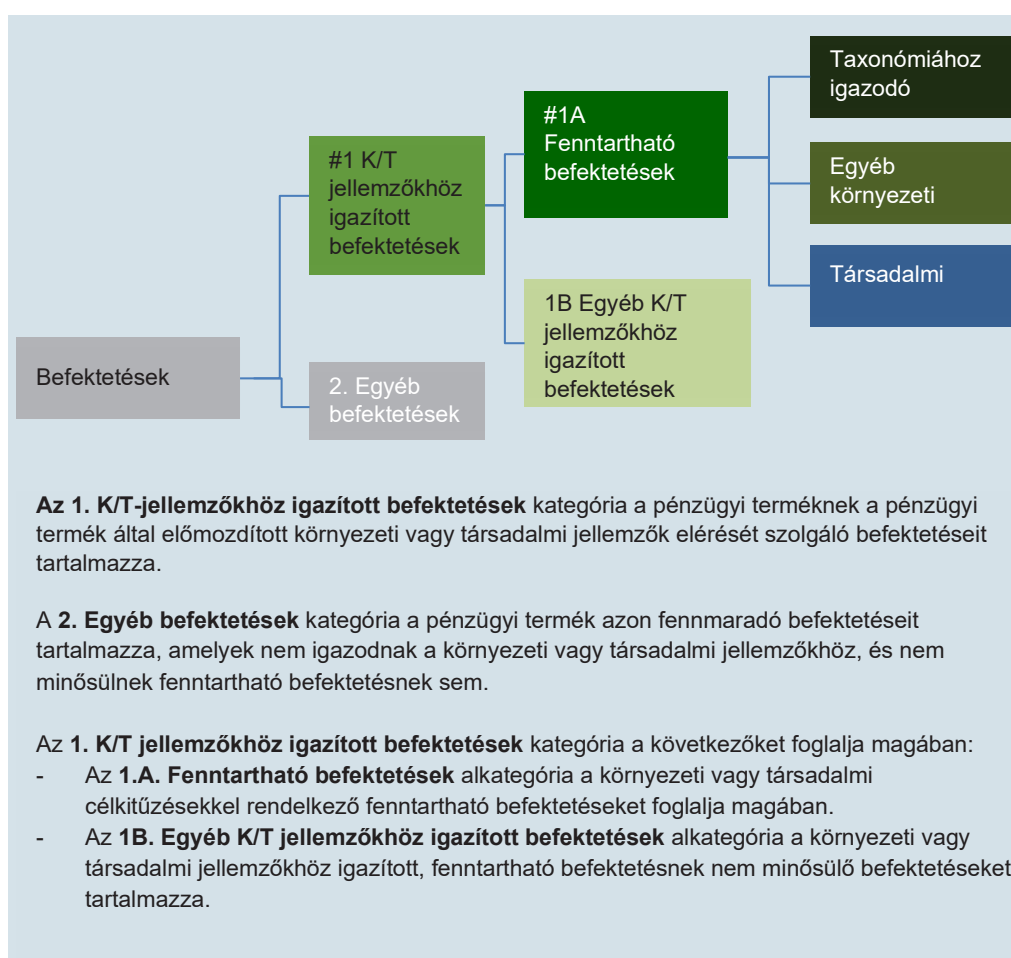 Taxonómiához
igazodó
#1A
Fenntartható
befektetések
#1 K/T
jellemzőkhöz
igazított
befektetések
Egyéb
környezeti
Társadalmi
1B Egyéb K/T
jellemzőkhöz
igazított
befektetések
Befektetések
2. Egyéb
befektetések
Az 1. K/T-jellemzőkhöz igazított befektetések kategória a pénzügyi terméknek a pénzügyi
termék által előmozdított környezeti vagy társadalmi jellemzők elérését szolgáló befektetéseit
tartalmazza.
A 2. Egyéb befektetések kategória a pénzügyi termék azon fennmaradó befektetéseit
tartalmazza, amelyek nem igazodnak a környezeti vagy társadalmi jellemzőkhöz, és nem
minősülnek fenntartható befektetésnek sem.
Az 1. K/T jellemzőkhöz igazított befektetések kategória a következőket foglalja magában:
- Az 1.A. Fenntartható befektetések alkategória a környezeti vagy társadalmi
célkitűzésekkel rendelkező fenntartható befektetéseket foglalja magában.
- Az 1B. Egyéb K/T jellemzőkhöz igazított befektetések alkategória a környezeti vagy
társadalmi jellemzőkhöz igazított, fenntartható befektetésnek nem minősülő befektetéseket
tartalmazza.